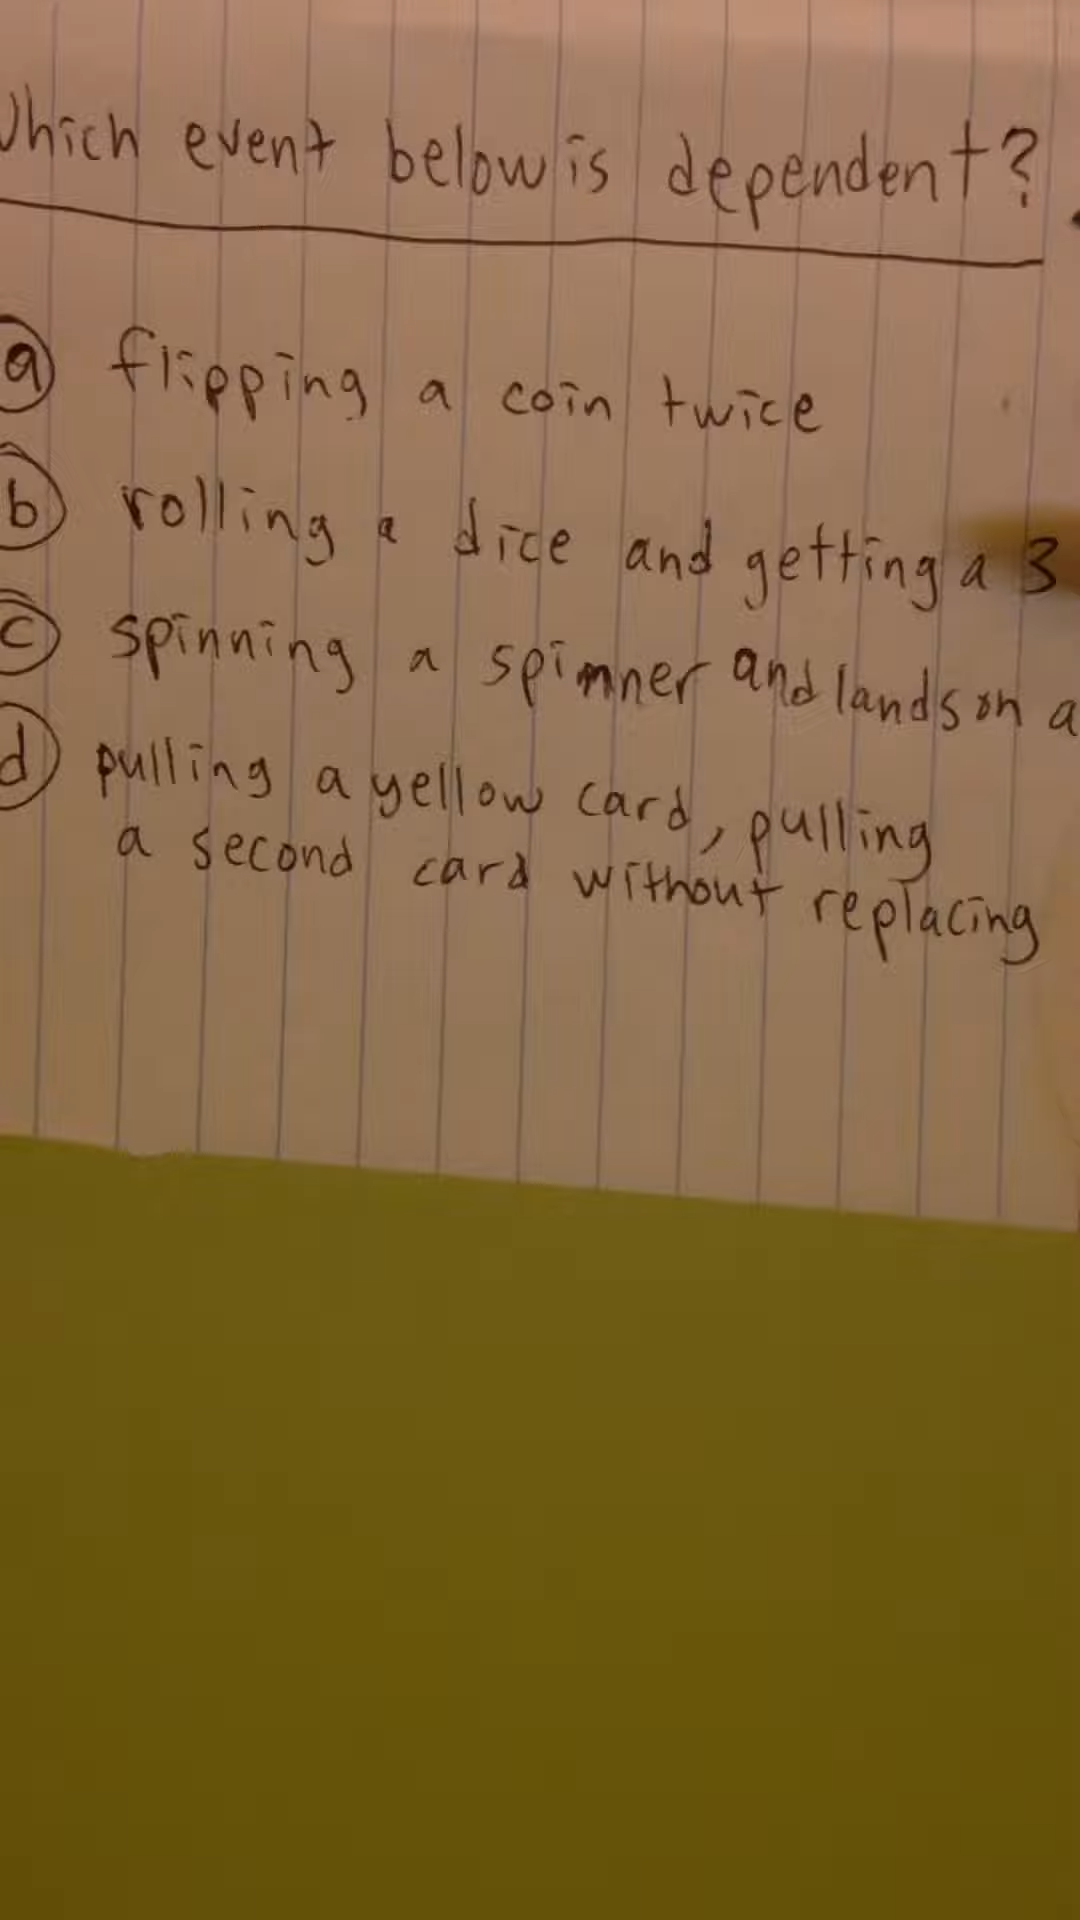 Which event below is dependent?
a flipping a coin twice
b rolling a dice and getting a 3
c spinning a spinner and lands on a
d pulling a yellow card, pulling
a second card without replacing